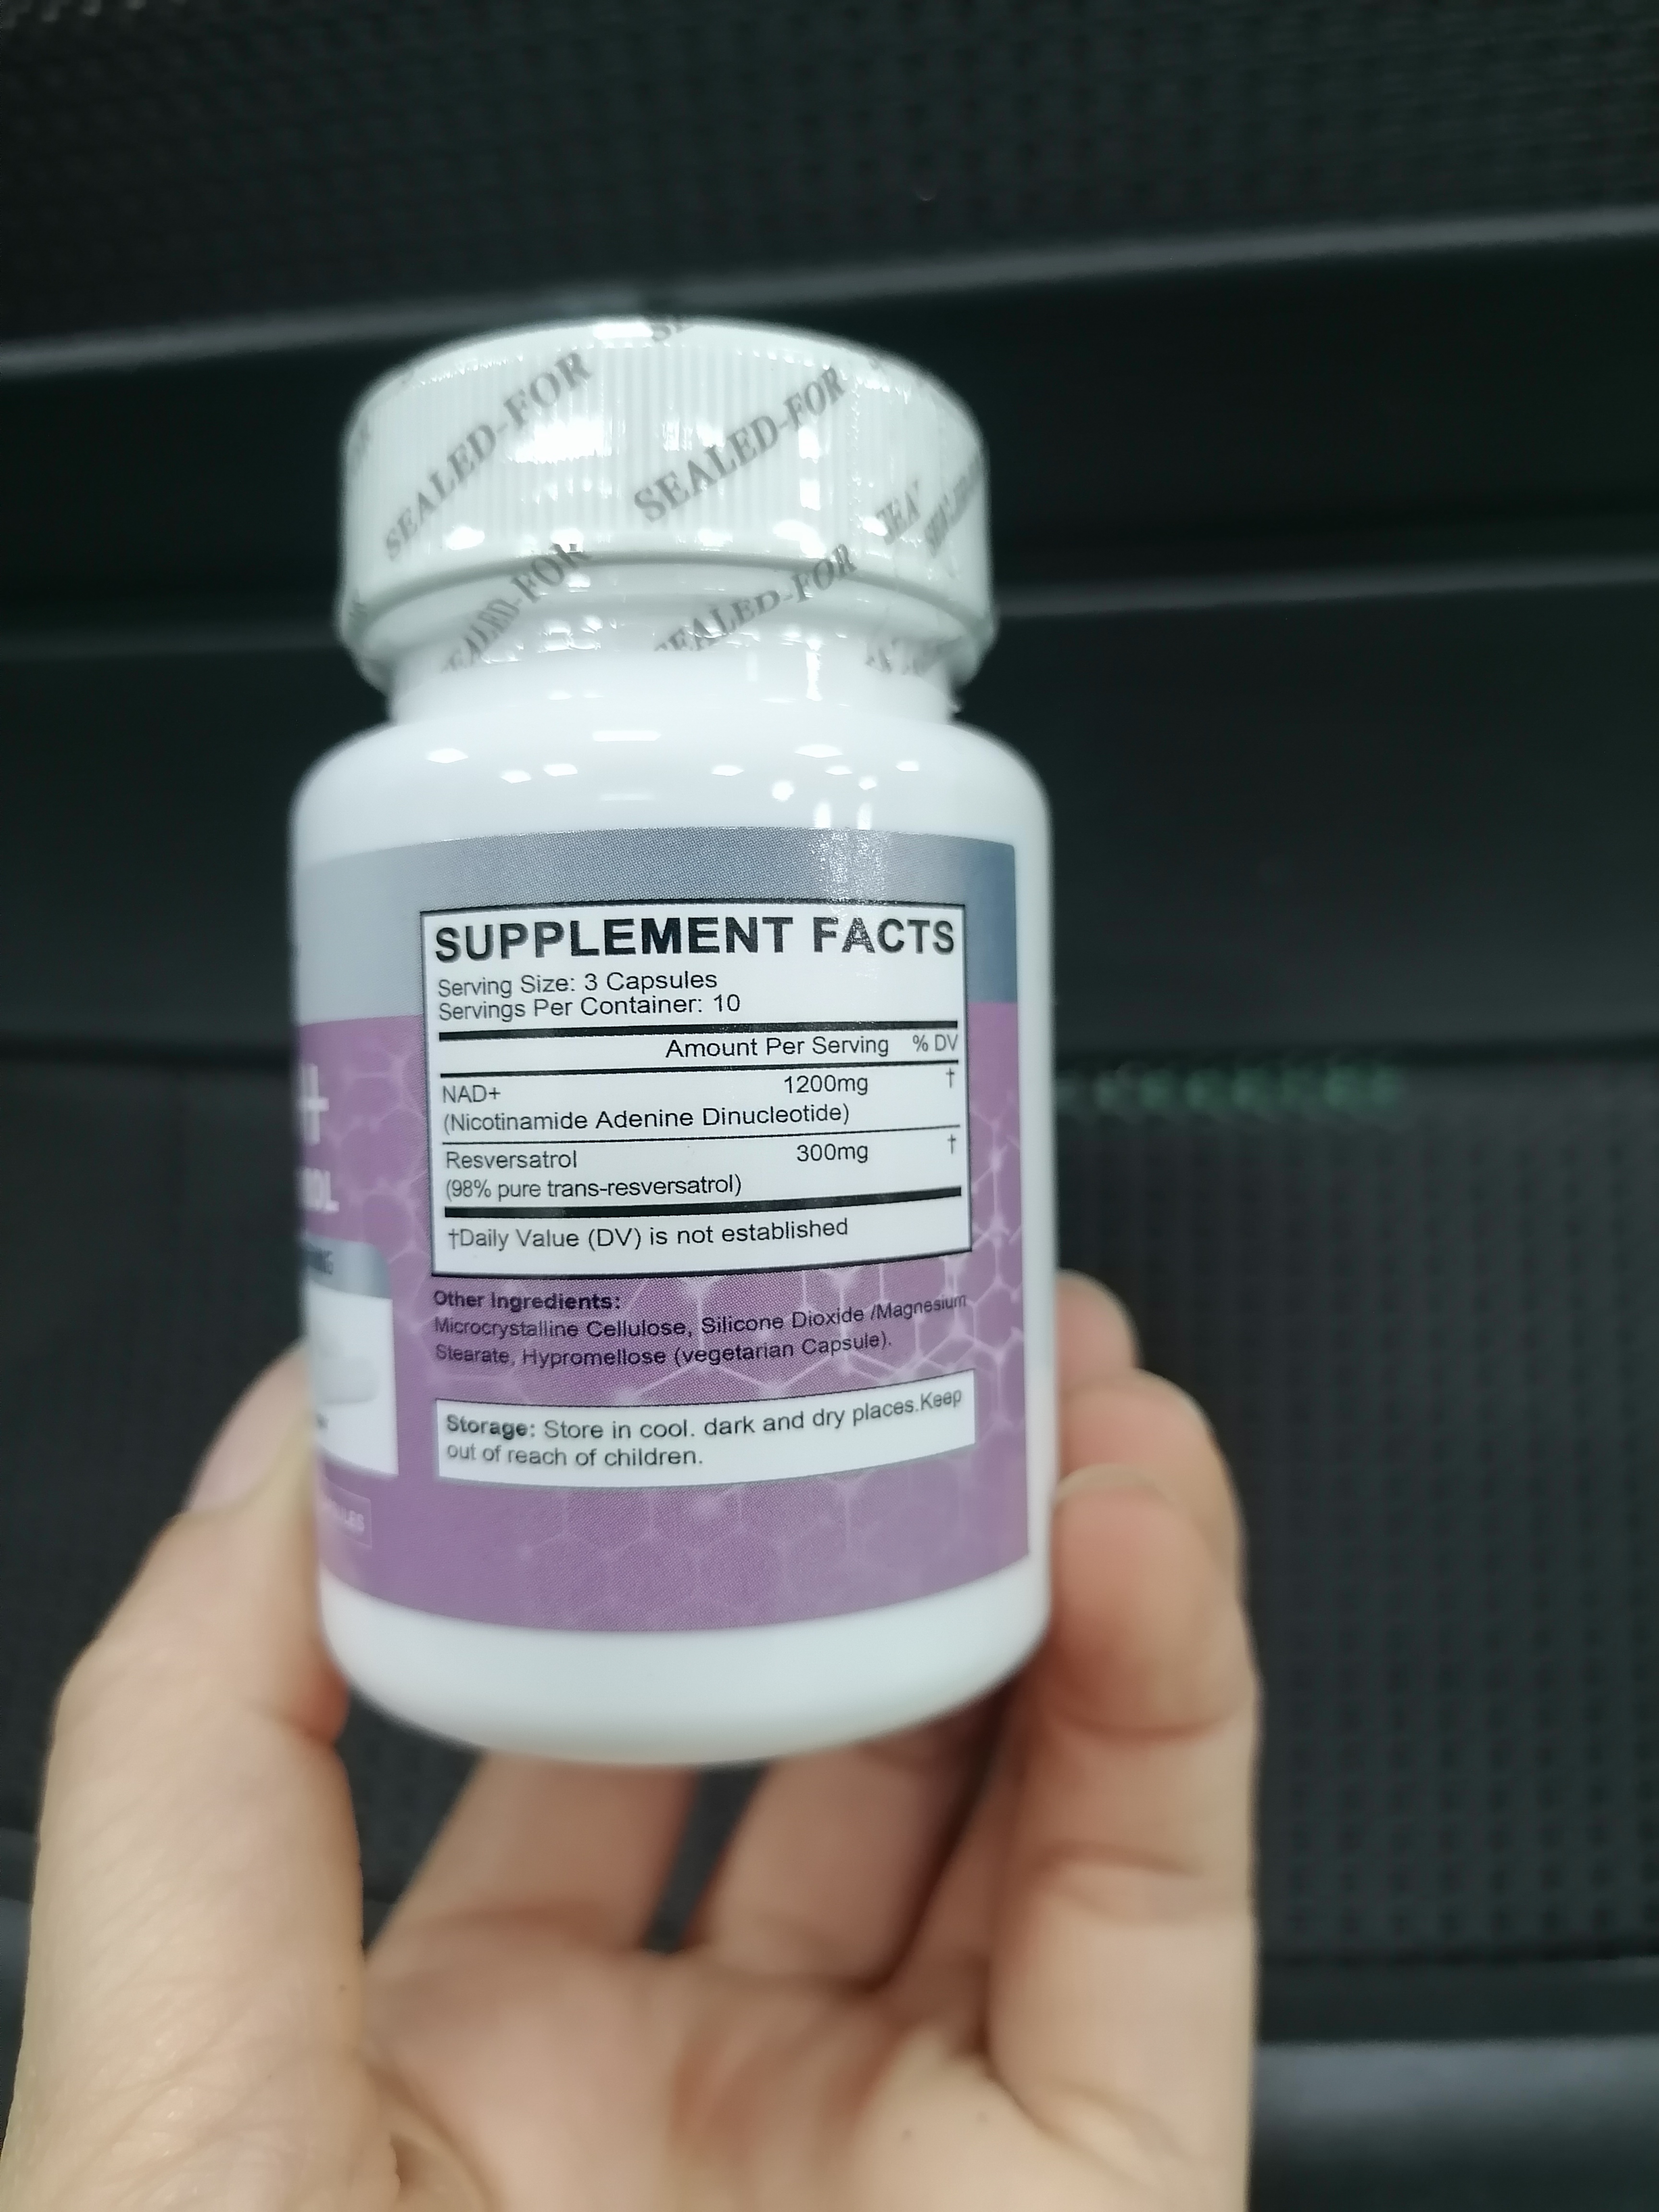 SEALED-FOR
SEALED-FOR
SEALED-FOR
SUPPLEMENT FACTS
Serving Size: 3 Capsules
Servings Per Container: 10
Amount Per Serving % DV
NAD+ 1200mg †
(Nicotinamide Adenine Dinucleotide)
Resversatrol 300mg †
(98% pure trans-resversatrol)
†Daily Value (DV) is not established
Other Ingredients:
Microcrystalline Cellulose, Silicone Dioxide /Magnesium
Stearate, Hypromellose (vegetarian Capsule).
Storage: Store in cool. dark and dry places.Keep
out of reach of children.